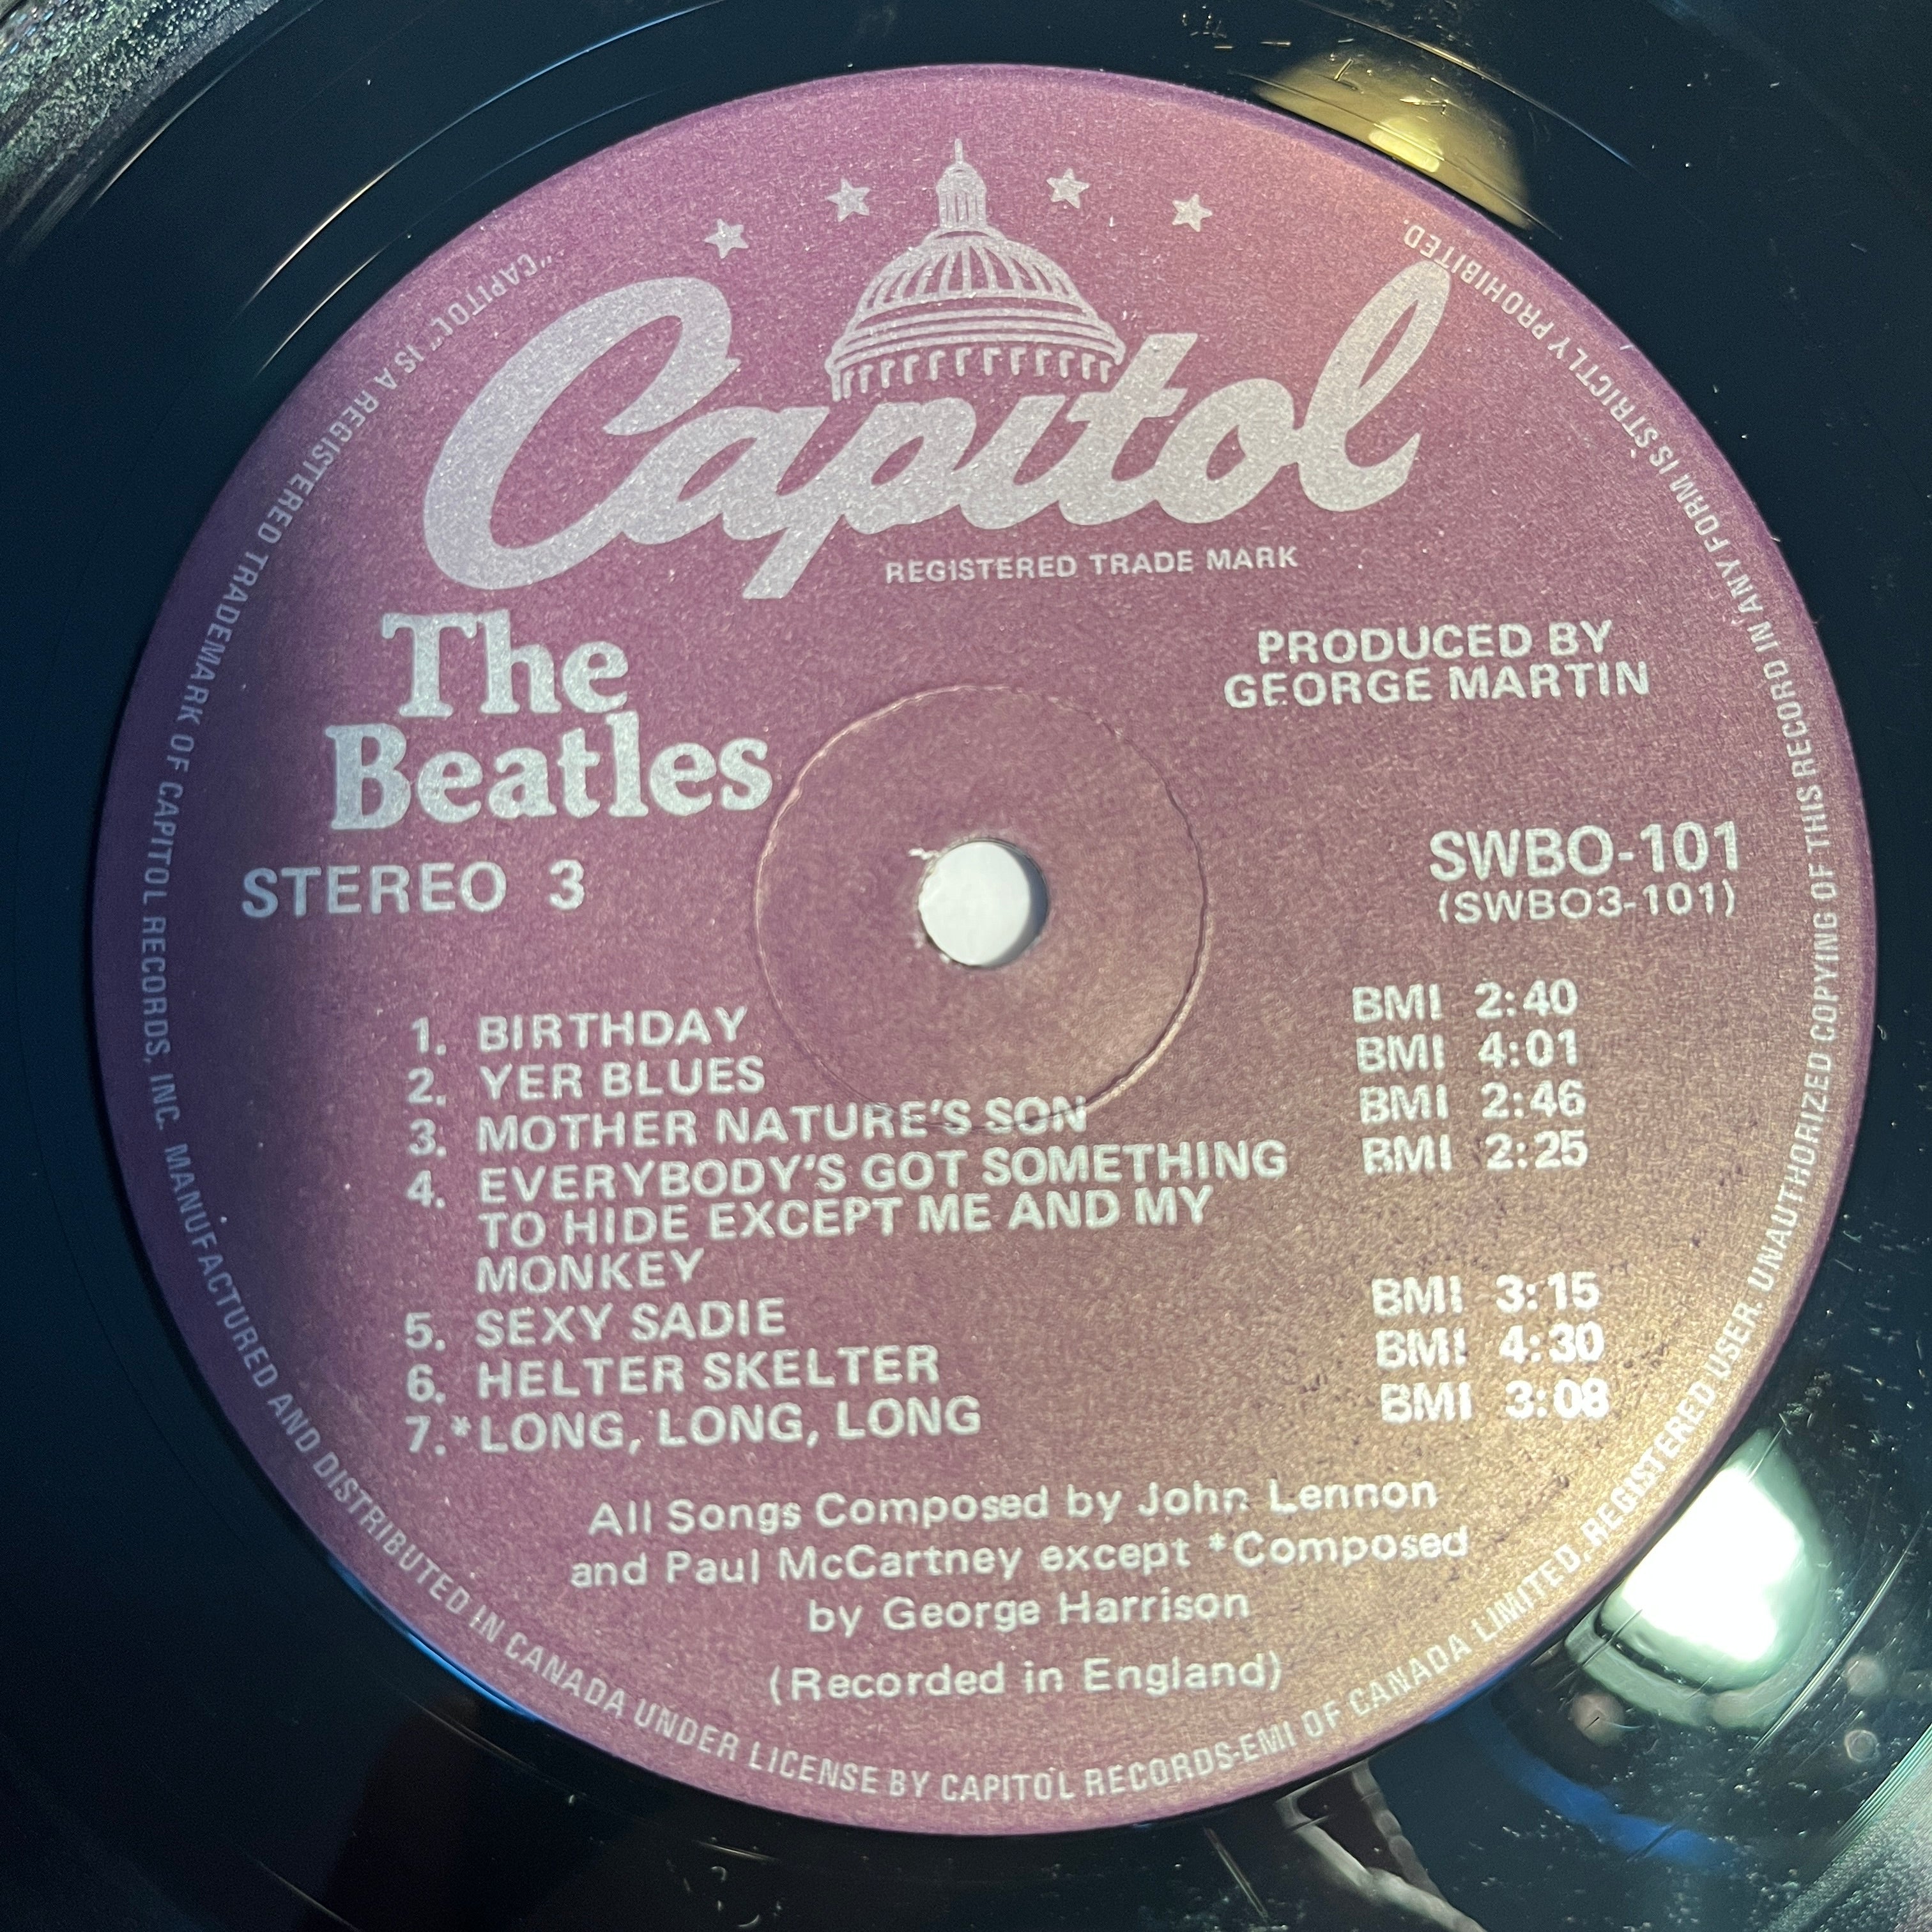 Capitol
REGISTERED TRADE MARK
The
Beatles
PRODUCED BY
GEORGE MARTIN
STEREO 3
SWBO-101
(SWBO3-101)
1. BIRTHDAY BMI 2:40
2. YER BLUES BMI 4:01
3. MOTHER NATURE'S SON BMI 2:46
4. EVERYBODY'S GOT SOMETHING BMI 2:25
TO HIDE EXCEPT ME AND MY
MONKEY
5. SEXY SADIE BMI 3:15
6. HELTER SKELTER BMI 4:30
7.*LONG, LONG, LONG BMI 3:08
All Songs Composed by John Lennon
and Paul McCartney except *Composed
by George Harrison
(Recorded in England)
"CAPITOL" IS A REGISTERED TRADEMARK OF CAPITOL RECORDS, INC. MANUFACTURED AND DISTRIBUTED IN CANADA UNDER LICENSE BY CAPITOL RECORDS-EMI OF CANADA LIMITED, REGISTERED USER. UNAUTHORIZED COPYING OF THIS RECORD IN ANY FORM IS STRICTLY PROHIBITED.